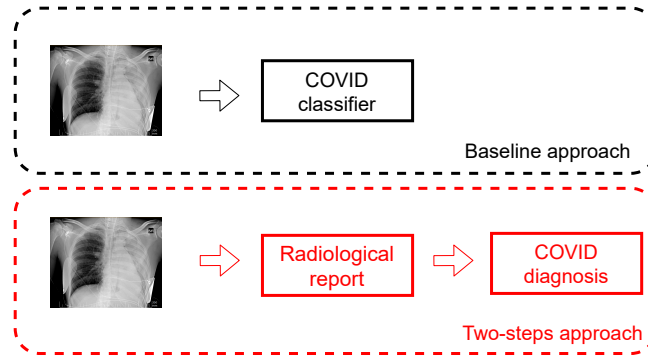 COVID
classifier
Baseline approach
Radiological
report
COVID
diagnosis
Two-steps approach